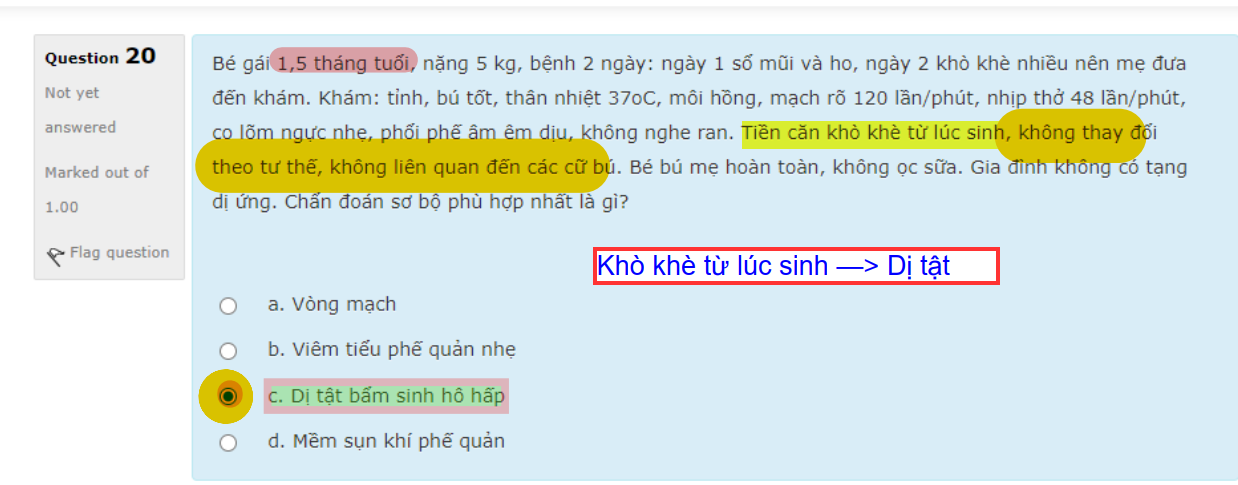 Question 20
Not yet
answered
Marked out of
1.00
Flag question
Bé gái 1,5 tháng tuổi, nặng 5 kg, bệnh 2 ngày: ngày 1 sổ mũi và ho, ngày 2 khò khè nhiều nên mẹ đưa
đến khám. Khám: tỉnh, bú tốt, thân nhiệt 37oC, môi hồng, mạch rõ 120 lần/phút, nhịp thở 48 lần/phút,
co lõm ngực nhẹ, phổi phế âm êm dịu, không nghe ran. Tiền căn khò khè từ lúc sinh, không thay đổi
theo tư thế, không liên quan đến các cữ bú. Bé bú mẹ hoàn toàn, không ọc sữa. Gia đình không có tạng
dị ứng. Chẩn đoán sơ bộ phù hợp nhất là gì?
Khò khè từ lúc sinh —> Dị tật
a. Vòng mạch
b. Viêm tiểu phế quản nhẹ
c. Dị tật bẩm sinh hô hấp
d. Mềm sụn khí phế quản